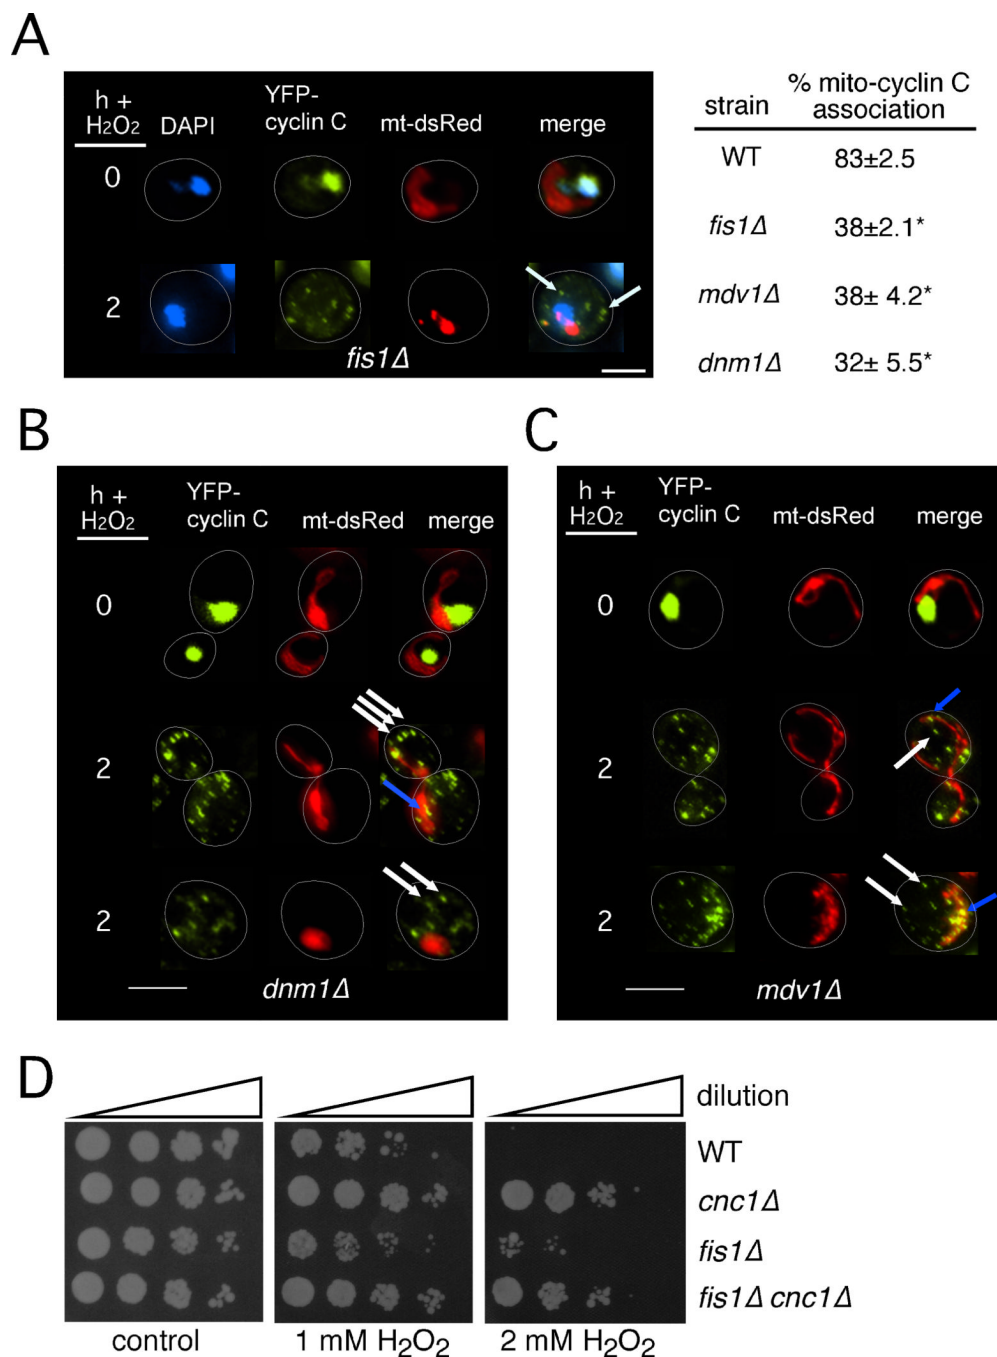 A
h +
H2O2
DAPI
YFP-
cyclin C
mt-dsRed
merge
0
2
fis1Δ
strain
% mito-cyclin C
association
WT
83±2.5
fis1Δ
38±2.1*
mdv1Δ
38± 4.2*
dnm1Δ
32± 5.5*
B
h +
H2O2
YFP-
cyclin C
mt-dsRed
merge
0
2
2
dnm1Δ
C
h +
H2O2
YFP-
cyclin C
mt-dsRed
merge
0
2
2
mdv1Δ
D
dilution
WT
cnc1Δ
fis1Δ
fis1Δ cnc1Δ
control
1 mM H2O2
2 mM H2O2